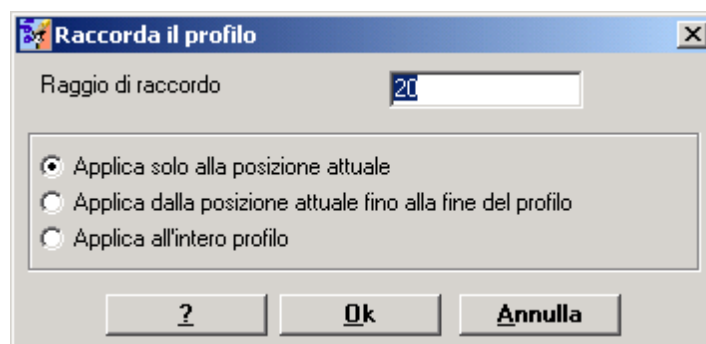 Raccorda il profilo
Raggio di raccordo 20
Applica solo alla posizione attuale
Applica dalla posizione attuale fino alla fine del profilo
Applica all'intero profilo
? Ok Annulla